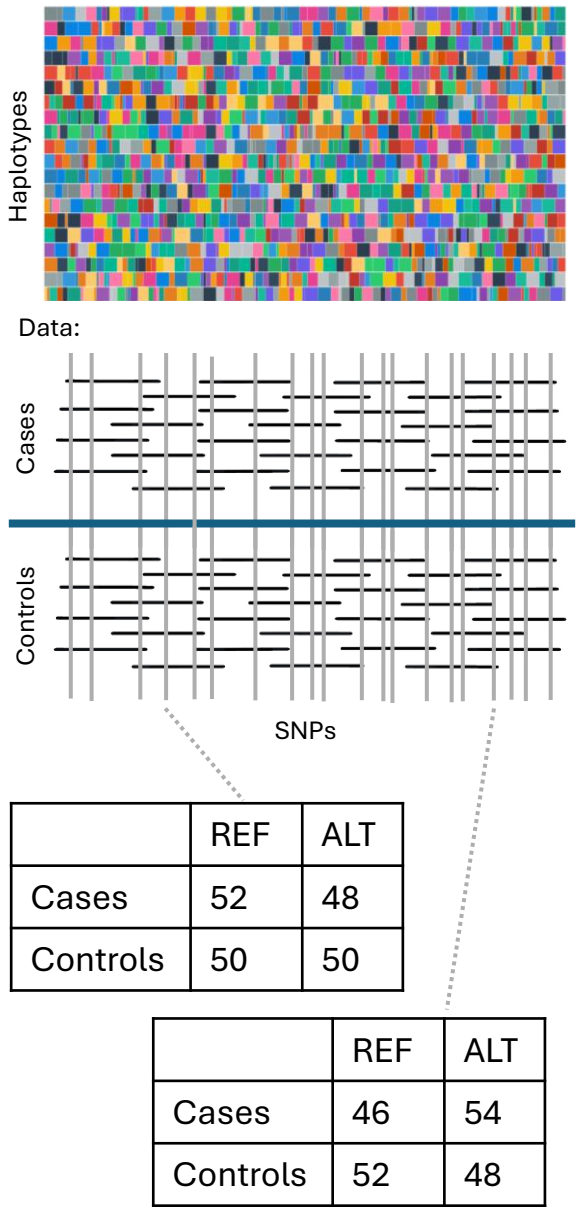 Haplotypes
Data:
Cases
Controls
SNPs
REF ALT
Cases 52 48
Controls 50 50
REF ALT
Cases 46 54
Controls 52 48